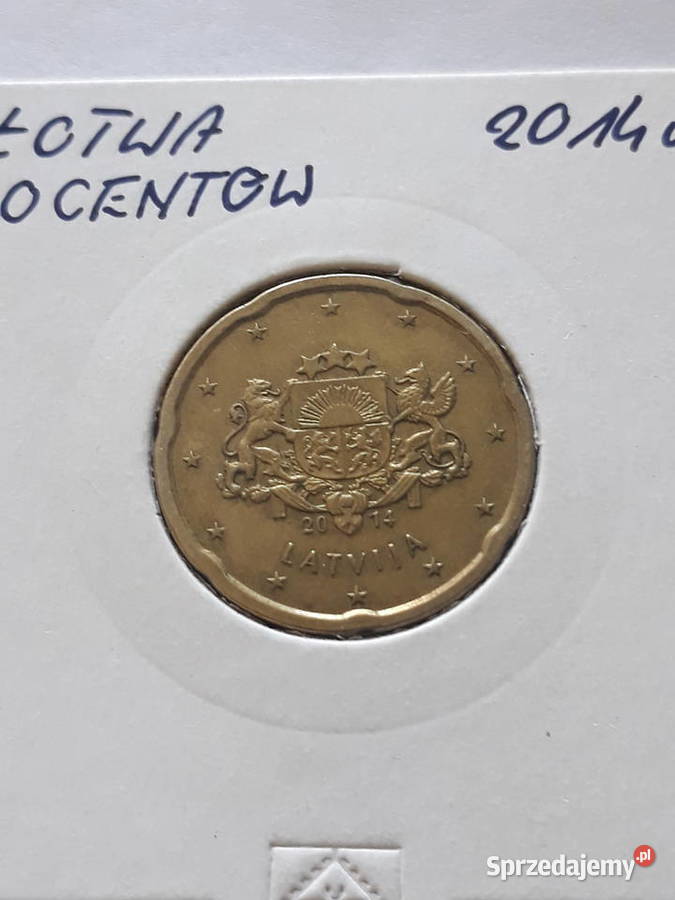 ŁOTWA 2014
OCENTÓW
2014
LATVIJA
Sprzedajemy.pl